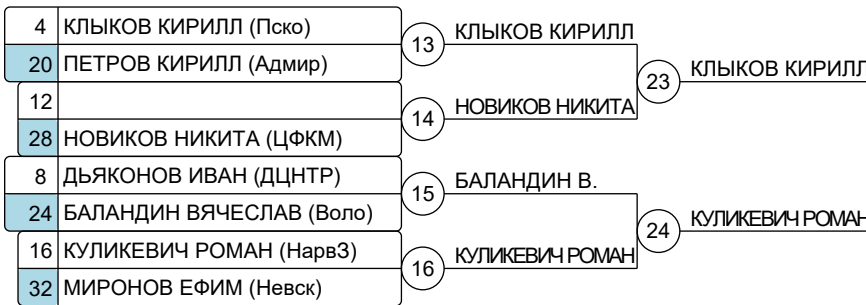 4 КЛЫКОВ КИРИЛЛ (Пско)
20 ПЕТРОВ КИРИЛЛ (Адмир)
13 КЛЫКОВ КИРИЛЛ
12
28 НОВИКОВ НИКИТА (ЦФКМ)
14 НОВИКОВ НИКИТА
23 КЛЫКОВ КИРИЛЛ
8 ДЬЯКОНОВ ИВАН (ДЦНТР)
24 БАЛАНДИН ВЯЧЕСЛАВ (Воло)
15 БАЛАНДИН В.
16 КУЛИКЕВИЧ РОМАН (Нарв3)
32 МИРОНОВ ЕФИМ (Невск)
16 КУЛИКЕВИЧ РОМАН
24 КУЛИКЕВИЧ РОМАН